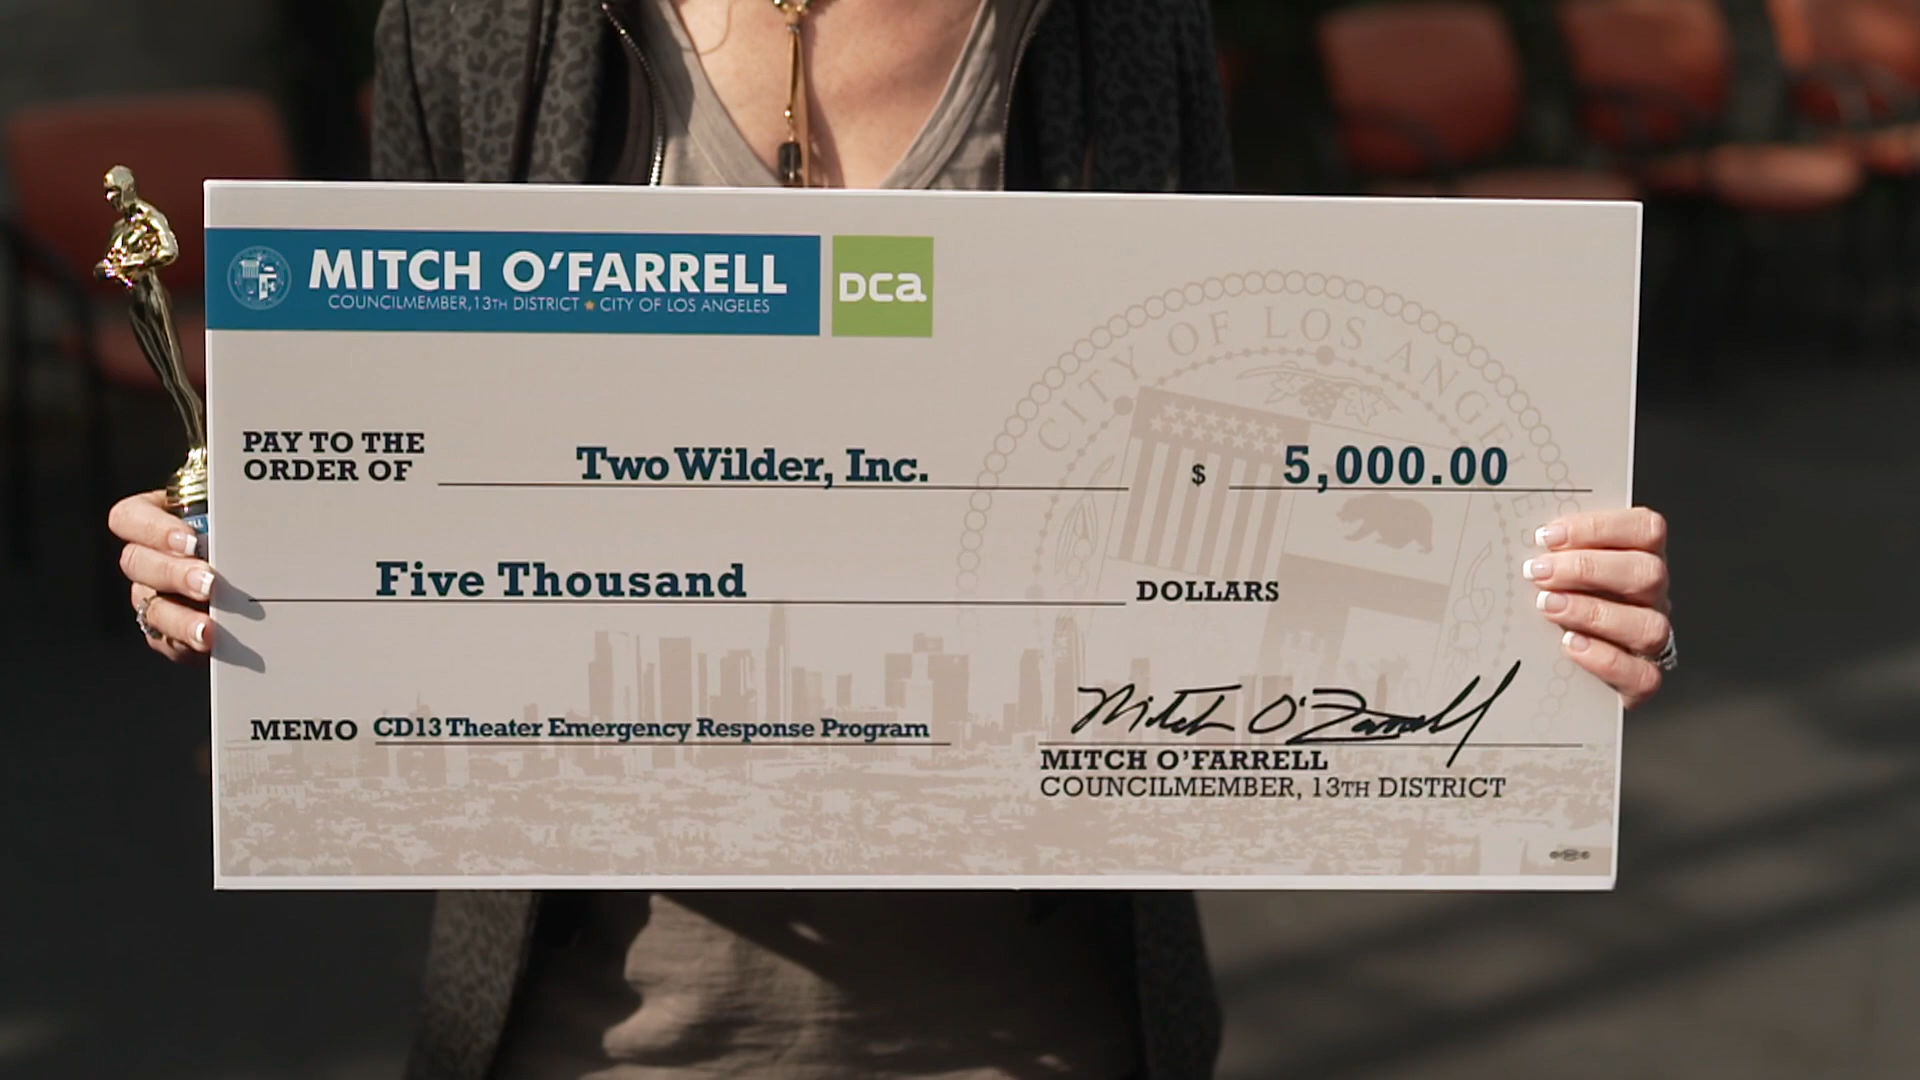 MITCH O'FARRELL
COUNCILMEMBER, 13TH DISTRICT ★ CITY OF LOS ANGELES
DCa
CITY OF LOS ANGELES
PAY TO THE
ORDER OF
Two Wilder, Inc.
$ 5,000.00
Five Thousand
DOLLARS
MEMO CD13 Theater Emergency Response Program
Mitch O'Farrell
MITCH O'FARRELL
COUNCILMEMBER, 13TH DISTRICT